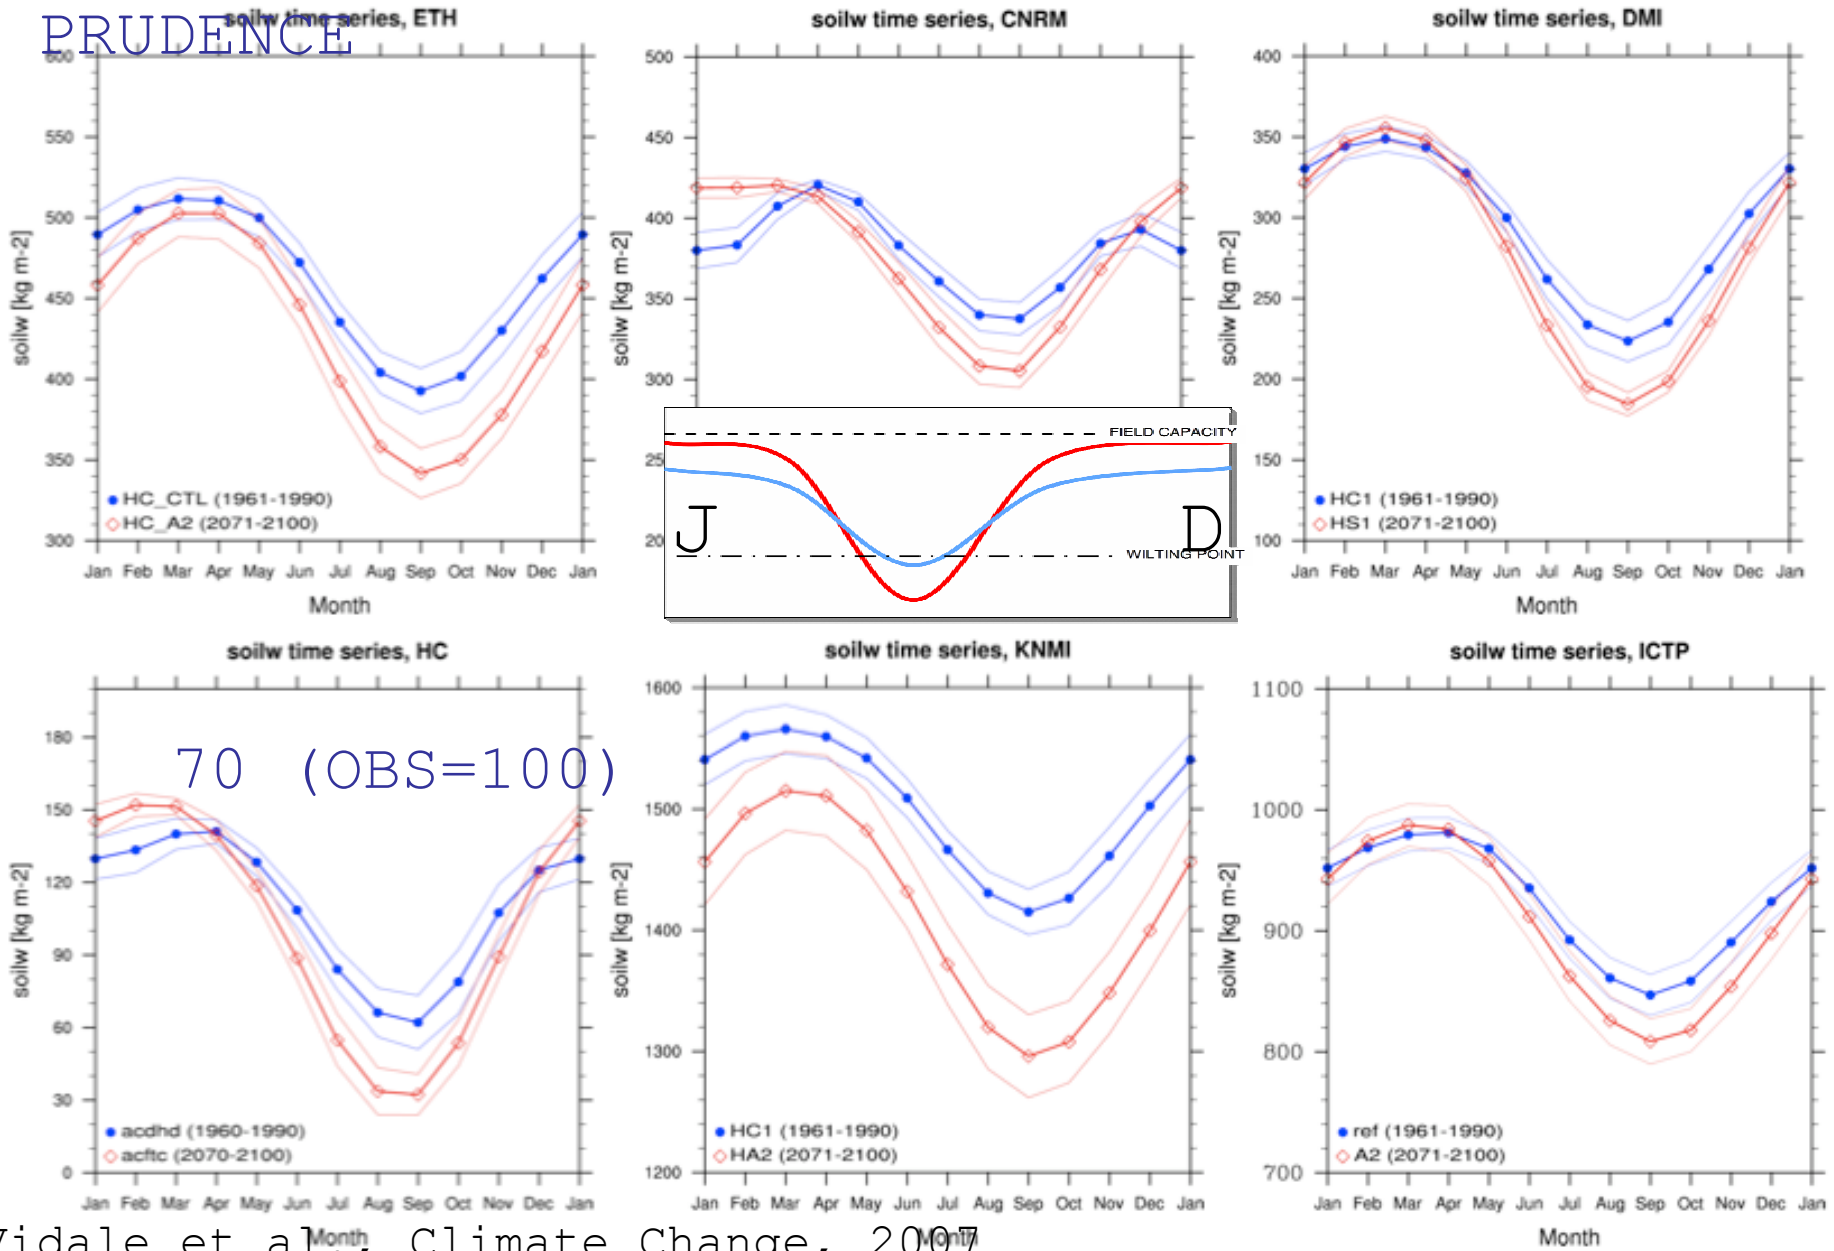 PRUDENCE
soilw time series, ETH
soilw [kg m-2]
600
550
500
450
400
350
300
HC_CTL (1961-1990)
HC_A2 (2071-2100)
Jan Feb Mar Apr May Jun Jul Aug Sep Oct Nov Dec Jan
Month
soilw time series, CNRM
soilw [kg m-2]
500
450
400
350
300
25
20
FIELD CAPACITY
J
D
WILTING POINT
soilw time series, DMI
soilw [kg m-2]
400
350
300
250
200
150
100
HC1 (1961-1990)
HS1 (2071-2100)
Jan Feb Mar Apr May Jun Jul Aug Sep Oct Nov Dec Jan
Month
soilw time series, HC
soilw [kg m-2]
180
70 (OBS=100)
150
120
90
60
30
0
acdhd (1960-1990)
acftc (2070-2100)
Jan Feb Mar Apr May Jun Jul Aug Sep Oct Nov Dec Jan
Month
soilw time series, KNMI
soilw [kg m-2]
1600
1500
1400
1300
1200
HC1 (1961-1990)
HA2 (2071-2100)
Jan Feb Mar Apr May Jun Jul Aug Sep Oct Nov Dec Jan
Month
soilw time series, ICTP
soilw [kg m-2]
1100
1000
900
800
700
ref (1961-1990)
A2 (2071-2100)
Jan Feb Mar Apr May Jun Jul Aug Sep Oct Nov Dec Jan
Month
Vidale et al., Climate Change, 2007